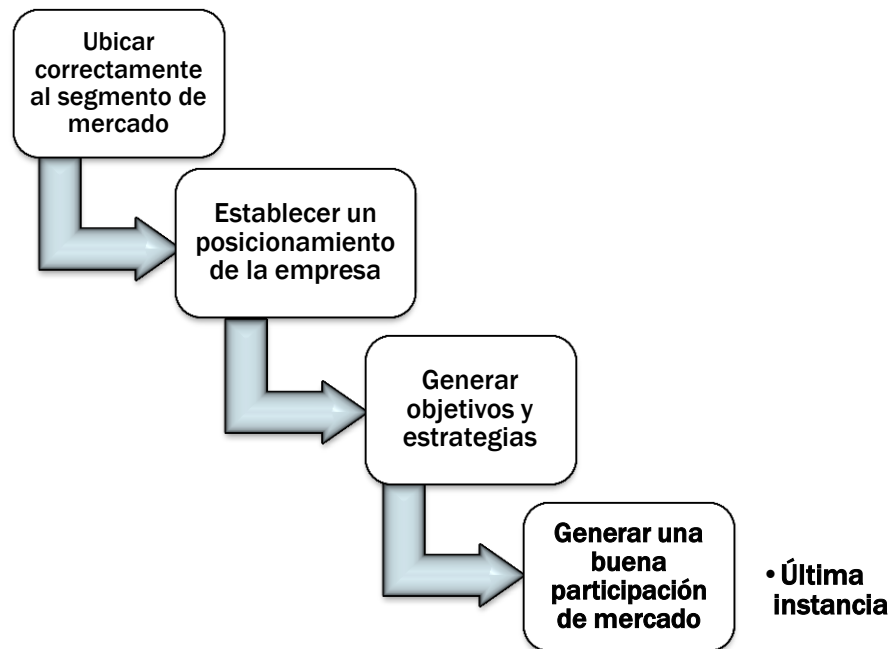 Ubicar
correctamente
al segmento de
mercado
Establecer un
posicionamiento
de la empresa
Generar
objetivos y
estrategias
Generar una
buena
participación
de mercado
• Última
instancia